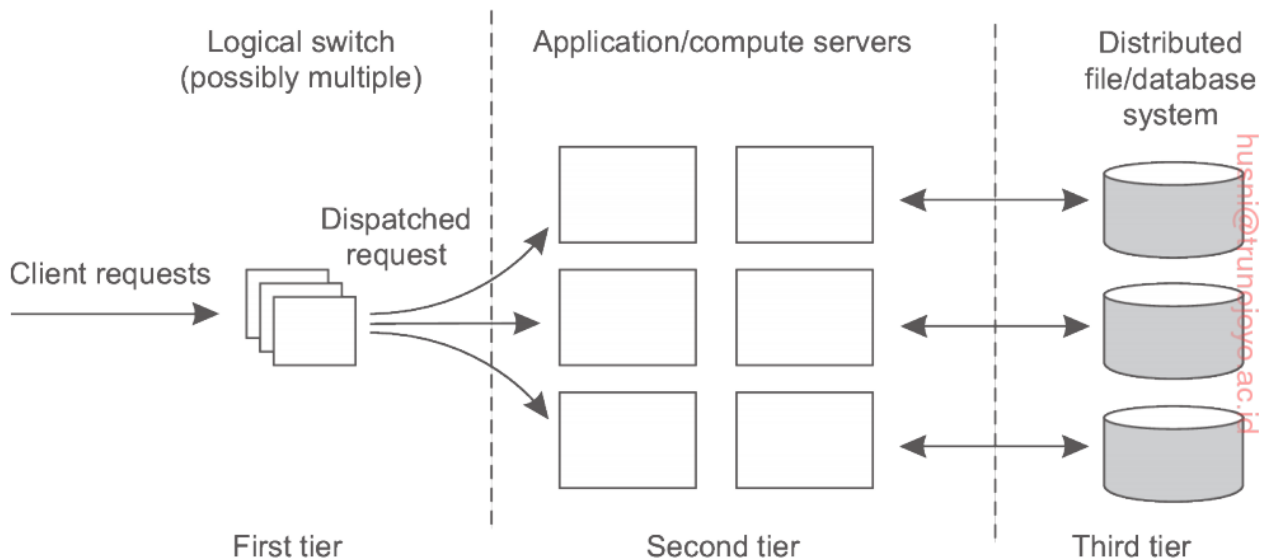 Logical switch
(possibly multiple)
Application/compute servers
Distributed
file/database
system
Dispatched
request
Client requests
First tier
Second tier
Third tier
husni@trunojoyo.ac.id